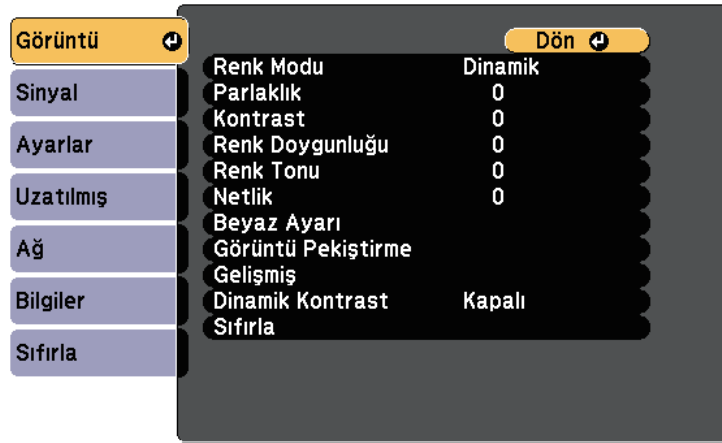 Görüntü
Sinyal
Ayarlar
Uzatılmış
Ağ
Bilgiler
Sıfırla
Dön
Renk Modu Dinamik
Parlaklık 0
Kontrast 0
Renk Doygunluğu 0
Renk Tonu 0
Netlik 0
Beyaz Ayarı
Görüntü Pekiştirme
Gelişmiş
Dinamik Kontrast Kapalı
Sıfırla